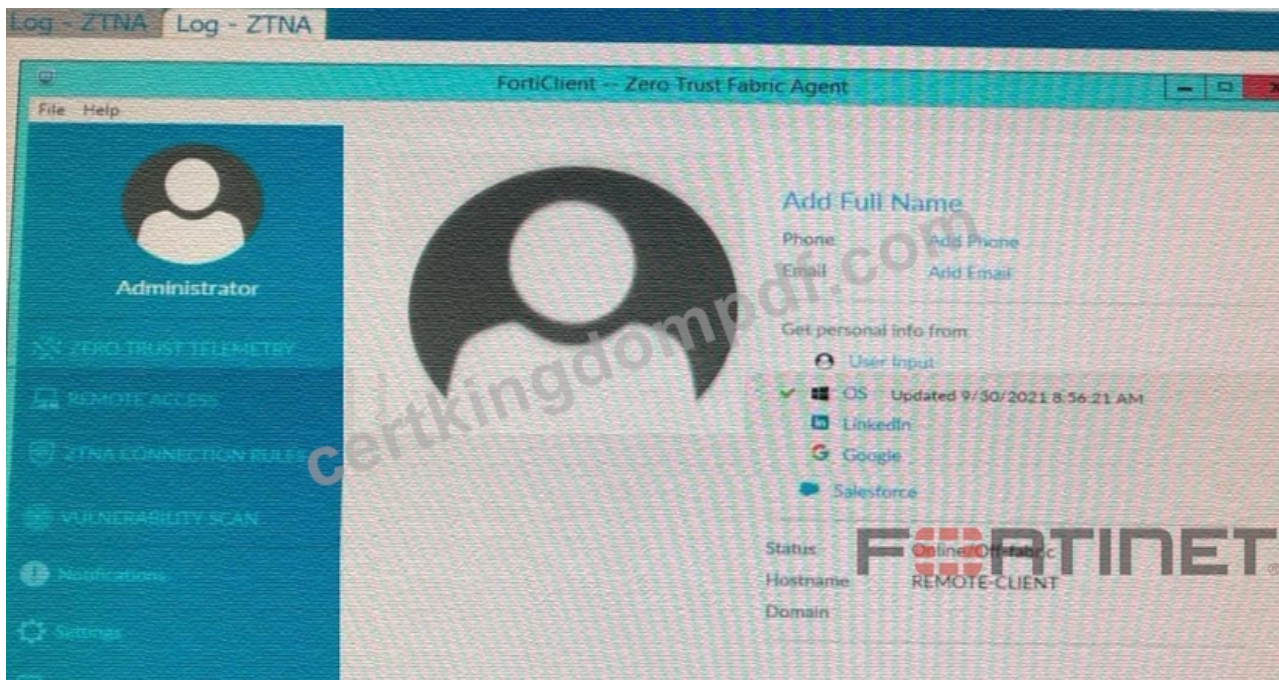 Log - ZTNA
Log - ZTNA
FortiClient -- Zero Trust Fabric Agent
File Help
Administrator
ZERO TRUST TELEMETRY
REMOTE ACCESS
ZTNA CONNECTION RULES
VULNERABILITY SCAN
Notifications
Settings
Add Full Name
Phone Add Phone
Email Add Email
Get personal info from
User Input
OS Updated 9/30/2021 8:56:21 AM
LinkedIn
Google
Salesforce
Status Online/Off-fabric
Hostname REMOTE-CLIENT
Domain
certkingdompdf.com
FORTINET